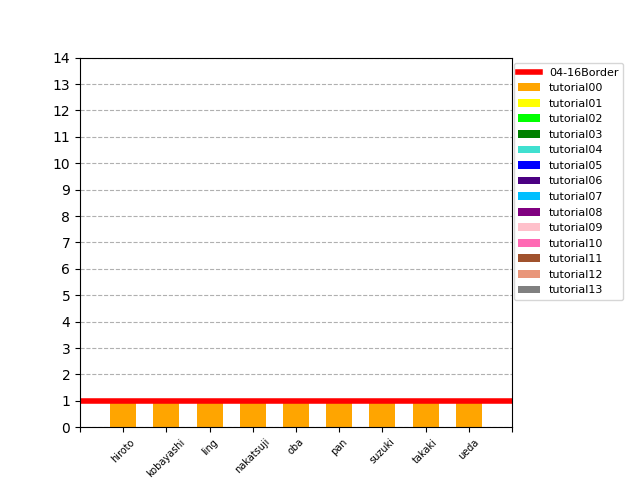 14
13
12
11
10
9
8
7
6
5
4
3
2
1
0
hiroto
kobayashi
ling
nakatsuji
oba
pan
suzuki
takaki
ueda
04-16Border
tutorial00
tutorial01
tutorial02
tutorial03
tutorial04
tutorial05
tutorial06
tutorial07
tutorial08
tutorial09
tutorial10
tutorial11
tutorial12
tutorial13